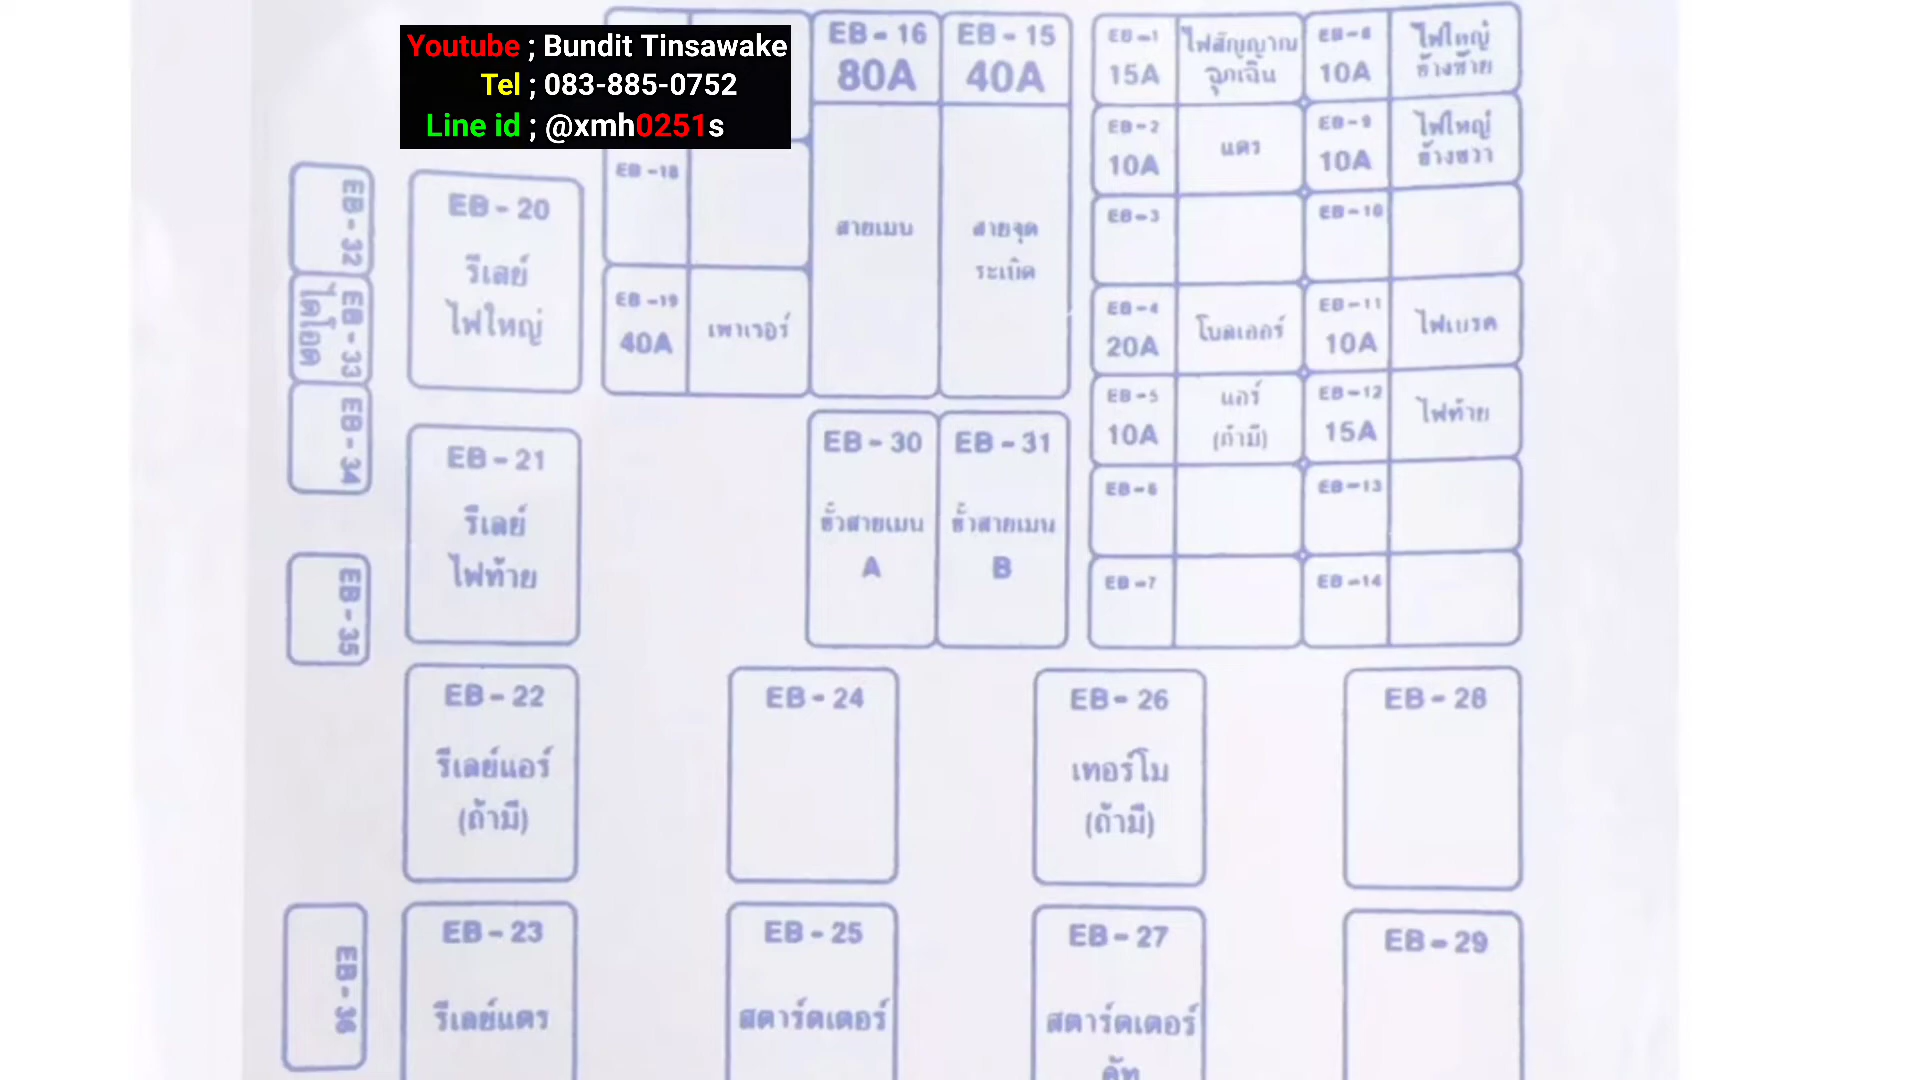 Youtube ; Bundit Tinsawake
Tel ; 083-885-0752
Line id ; @xmh0251s
EB - 16
80A
สายเมน
EB - 15
40A
สายจุด
ระเบิด
EB - 1
15A
ไฟสัญญาณ
ฉุกเฉิน
EB - 8
10A
ไฟใหญ่
ข้างซ้าย
EB - 2
10A
แตร
EB - 9
10A
ไฟใหญ่
ข้างขวา
EB - 3
EB - 10
EB - 4
20A
โบลเออร์
EB - 11
10A
ไฟเบรค
EB - 5
10A
แอร์
(ถ้ามี)
EB - 12
15A
ไฟท้าย
EB - 6
EB - 13
EB - 7
EB - 14
EB - 18
EB - 19
40A
เพาเวอร์
EB - 32
EB - 33
ไดโอด
EB - 34
EB - 35
EB - 36
EB - 20
รีเลย์
ไฟใหญ่
EB - 21
รีเลย์
ไฟท้าย
EB - 30
ขั้วสายเมน
A
EB - 31
ขั้วสายเมน
B
EB - 22
รีเลย์แอร์
(ถ้ามี)
EB - 24
EB - 26
เทอร์โม
(ถ้ามี)
EB - 28
EB - 23
รีเลย์แตร
EB - 25
สตาร์ตเตอร์
EB - 27
สตาร์ตเตอร์
คัท
EB - 29